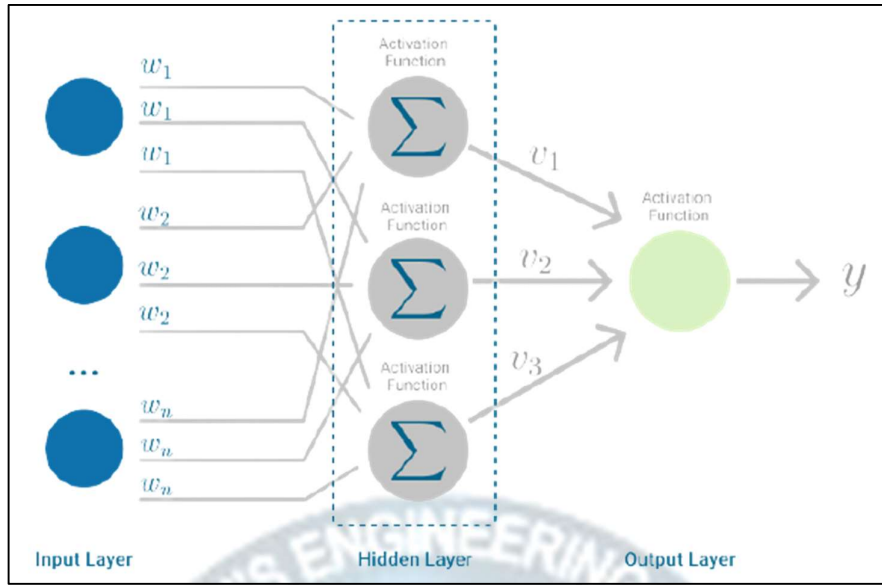 Activation
Function
w₁
w₁
w₁
v₁
Activation
Function
w₂
Activation
Function
w₂
v₂
y
w₂
v₃
Activation
Function
...
wₙ
wₙ
wₙ
Σ
Σ
Σ
'S ENGINEERING
Input Layer
Hidden Layer
Output Layer